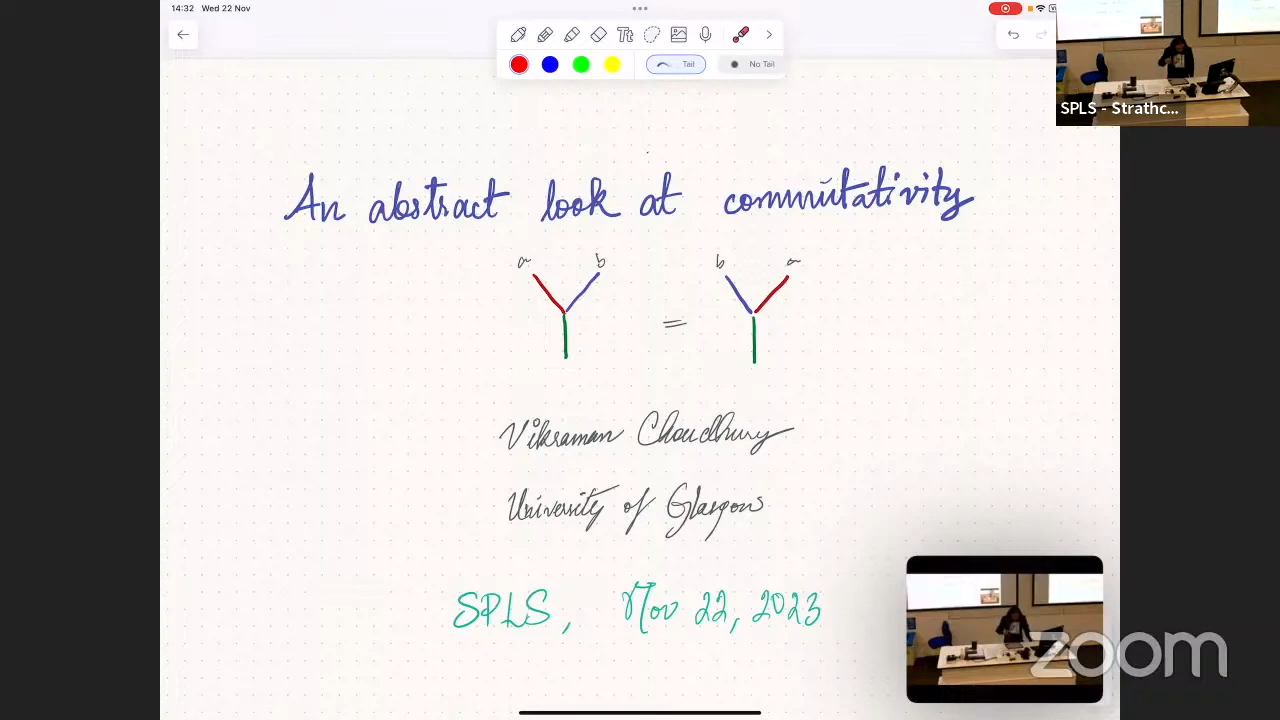 14:32 Wed 22 Nov
Tail
No Tail
SPLS - Strathc...
An abstract look at commutativity
a b b a
=
Vikraman Choudhury
University of Glasgow
SPLS, Nov 22, 2023
zoom